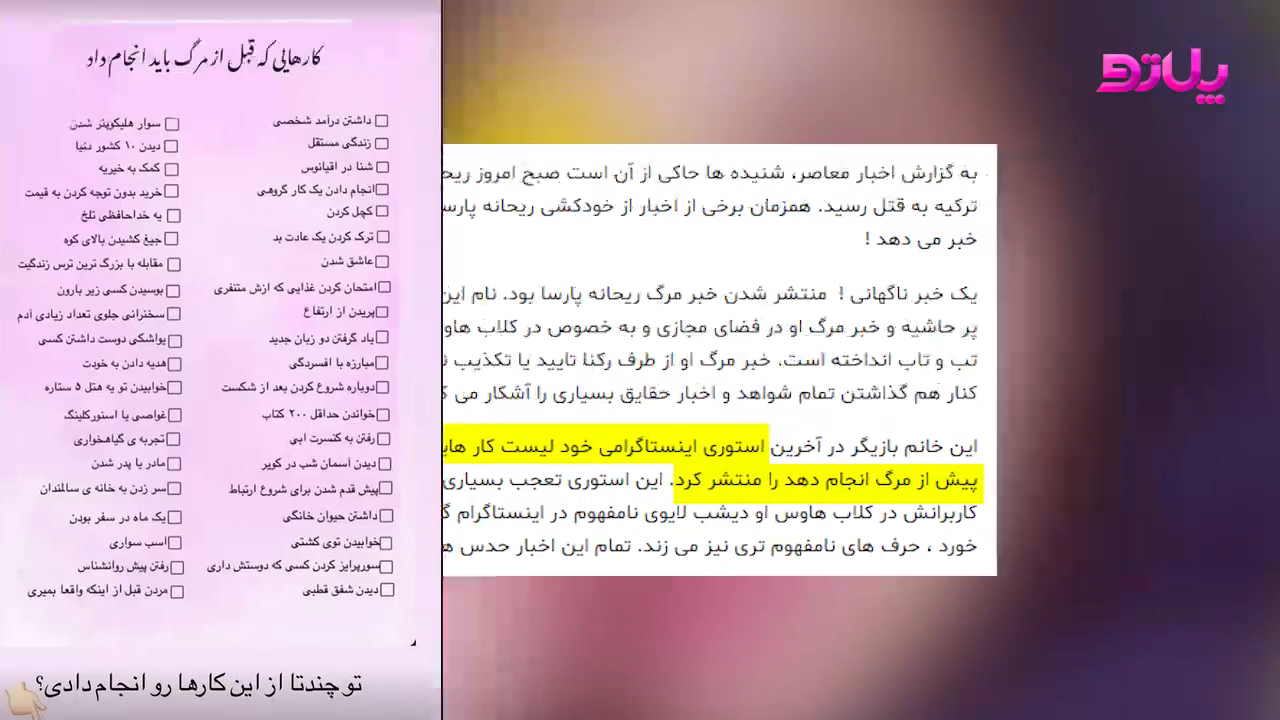 کارهایی که قبل از مرگ باید انجام داد
داشتن درآمد شخصی
زندگی مستقل
شنا در اقیانوس
انجام دادن یک کار گروهی
کچل کردن
ترک کردن یک عادت بد
عاشق شدن
امتحان کردن غذایی که ازش متنفری
پریدن از ارتفاع
یاد گرفتن دو زبان جدید
مبارزه با افسردگی
دوباره شروع کردن بعد از شکست
خواندن حداقل ۲۰۰ کتاب
رفتن به کنسرت ابی
دیدن آسمان شب در کویر
پیش قدم شدن برای شروع ارتباط
داشتن حیوان خانگی
خوابیدن توی کشتی
سورپرایز کردن کسی که دوستش داری
دیدن شفق قطبی
سوار هلیکوپتر شدن
دیدن ۱۰ کشور دنیا
کمک به خیریه
خرید بدون توجه کردن به قیمت
یه خداحافظی تلخ
جیغ کشیدن بالای کوه
مقابله با بزرگ ترین ترس زندگیت
بوسیدن کسی زیر بارون
سخنرانی جلوی تعداد زیادی آدم
یواشکی دوست داشتن کسی
هدیه دادن به خودت
خوابیدن تو یه هتل ۵ ستاره
غواصی یا اسنورکلینگ
تجربه ی گیاهخواری
مادر یا پدر شدن
سر زدن به خانه ی سالمندان
یک ماه در سفر بودن
اسب سواری
رفتن پیش روانشناس
مردن قبل از اینکه واقعا بمیری
تو چندتا از این کارها رو انجام دادی؟
پلاتو
به گزارش اخبار معاصر، شنیده ها حاکی از آن است صبح امروز
ترکیه به قتل رسید. همزمان برخی از اخبار از خودکشی ریحانه
خبر می دهد !
یک خبر ناگهانی ! منتشر شدن خبر مرگ ریحانه پارسا بود. نام
پر حاشیه و خبر مرگ او در فضای مجازی و به خصوص در کلاب
تب و تاب انداخته است. خبر مرگ او از طرف رکنا تایید یا تکذیب
کنار هم گذاشتن تمام شواهد و اخبار حقایق بسیاری را آشکار می
این خانم بازیگر در آخرین استوری اینستاگرامی خود لیست کار
پیش از مرگ انجام دهد را منتشر کرد. این استوری تعجب بسیاری
کاربرانش در کلاب هاوس او دیشب لایوی نامفهوم در اینستاگرام
خورد ، حرف های نامفهوم تری نیز می زند. تمام این اخبار حدس